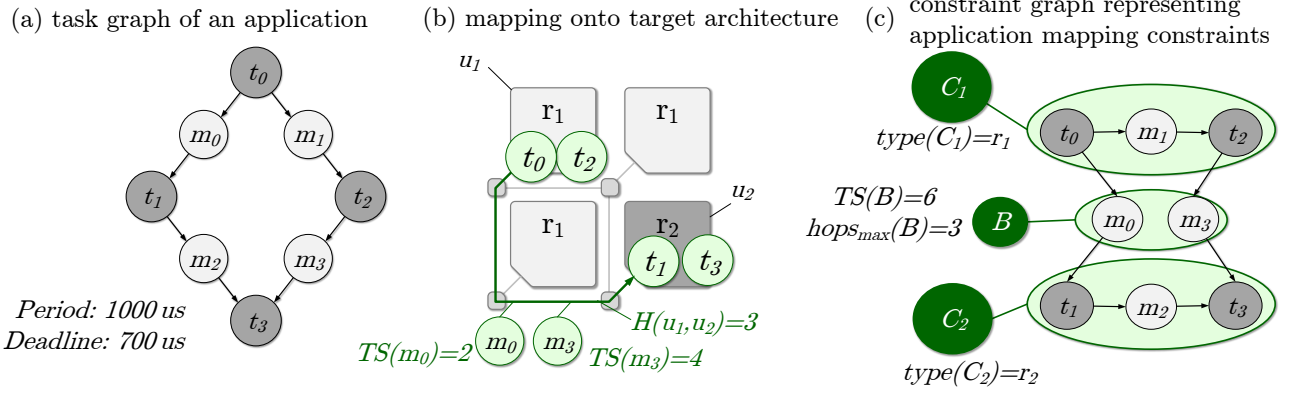 (a) task graph of an application
t0
m0
m1
t1
t2
m2
m3
t3
Period: 1000 us
Deadline: 700 us
(b) mapping onto target architecture
u1
r1
r1
t0
t2
u2
r1
r2
t1
t3
H(u1,u2)=3
TS(m0)=2
m0
m3
TS(m3)=4
(c) constraint graph representing
application mapping constraints
C1
type(C1)=r1
t0
m1
t2
TS(B)=6
hopsmax(B)=3
B
m0
m3
C2
type(C2)=r2
t1
m2
t3